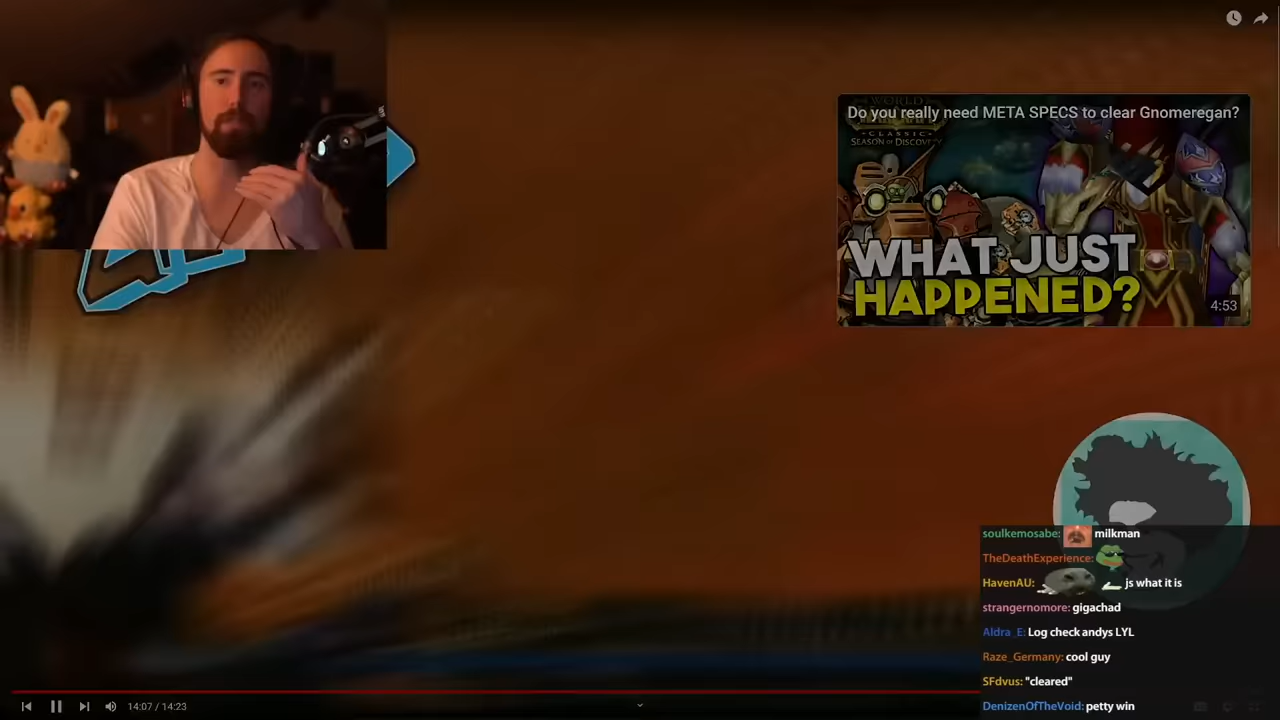 Do you really need META SPECS to clear Gnomeregan?
WORLD
CLASSIC
SEASON OF DISCOVERY
WHAT JUST
HAPPENED?
4:53
soulkemosabe: milkman
TheDeathExperience:
HavenAU: js what it is
strangernomore: gigachad
Aldra_E: Log check andys LYL
Raze_Germany: cool guy
SFdvus: "cleared"
DenizenOfTheVoid: petty win
14:07 / 14:23